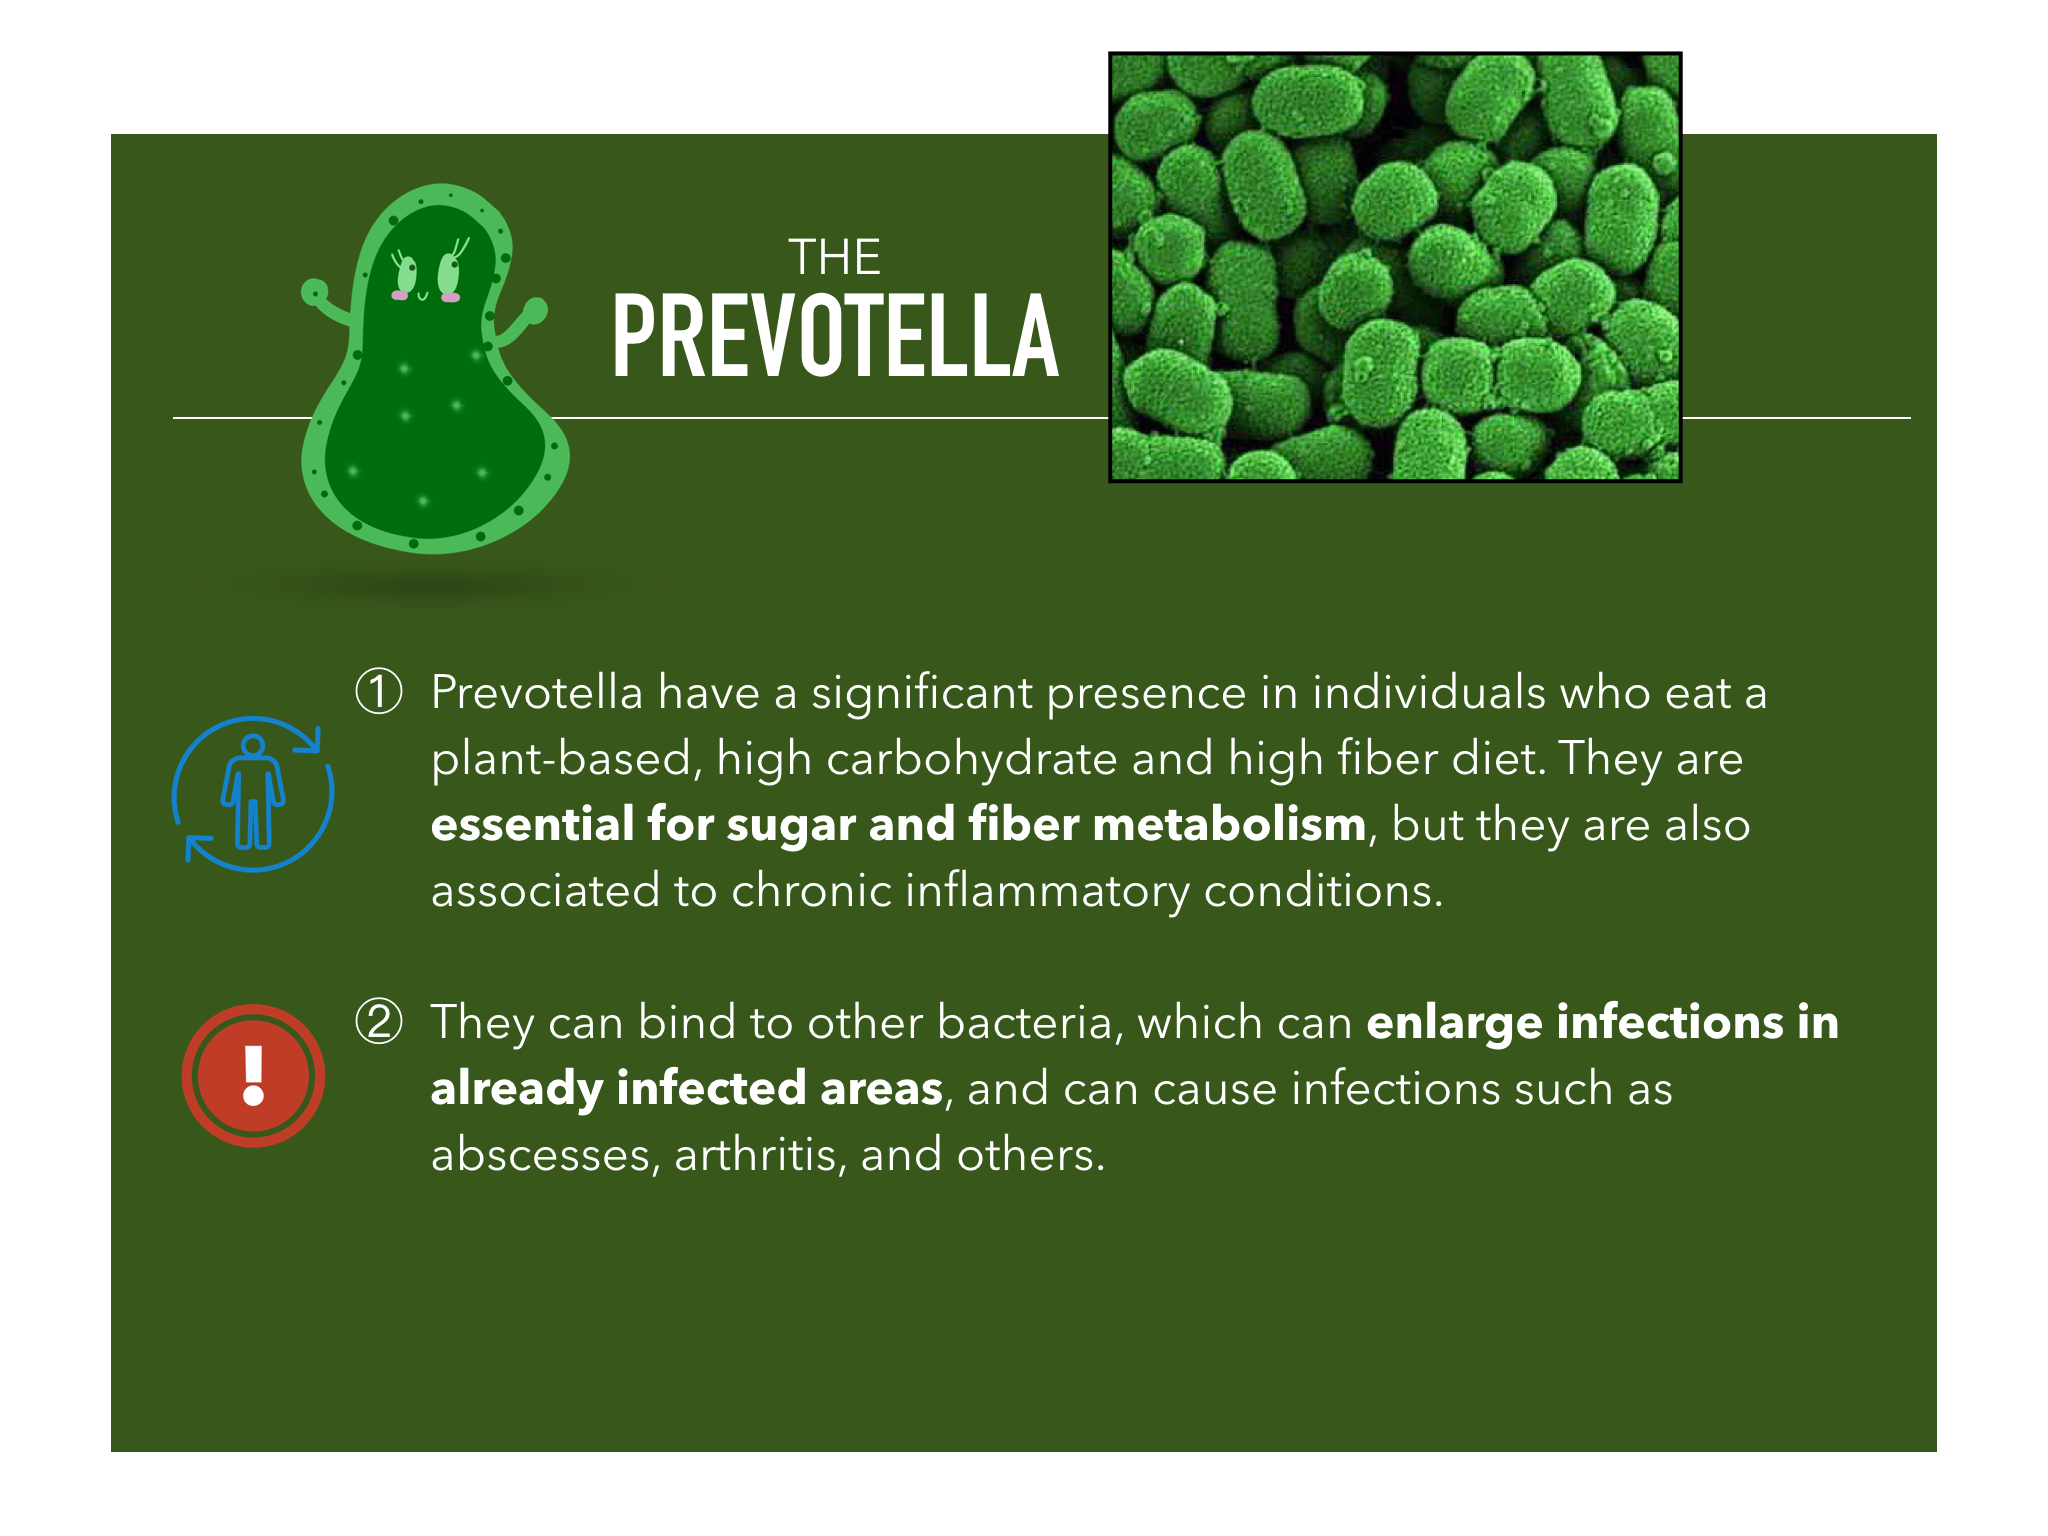 THE
PREVOTELLA
① Prevotella have a significant presence in individuals who eat a
plant-based, high carbohydrate and high fiber diet. They are
essential for sugar and fiber metabolism, but they are also
associated to chronic inflammatory conditions.
② They can bind to other bacteria, which can enlarge infections in
already infected areas, and can cause infections such as
abscesses, arthritis, and others.
!